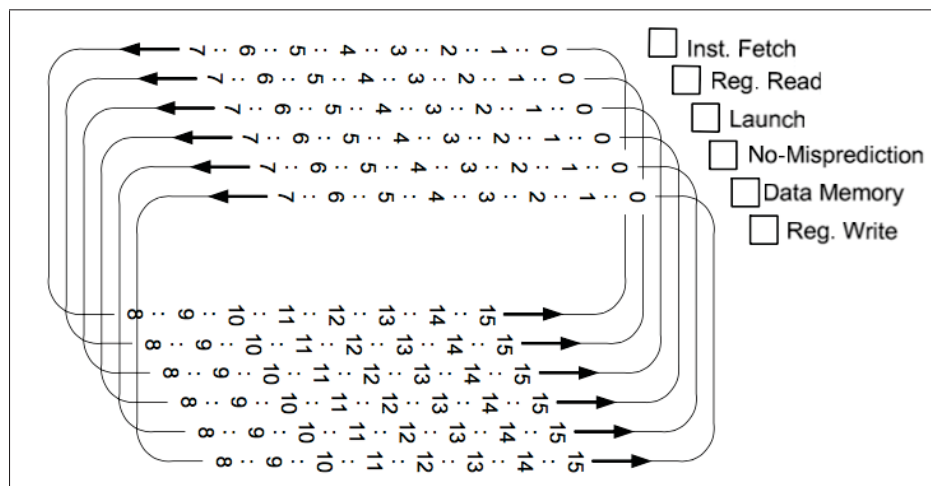 7 ·· 6 ·· 5 ·· 4 ·· 3 ·· 2 ·· 1 ·· 0
7 ·· 6 ·· 5 ·· 4 ·· 3 ·· 2 ·· 1 ·· 0
7 ·· 6 ·· 5 ·· 4 ·· 3 ·· 2 ·· 1 ·· 0
7 ·· 6 ·· 5 ·· 4 ·· 3 ·· 2 ·· 1 ·· 0
7 ·· 6 ·· 5 ·· 4 ·· 3 ·· 2 ·· 1 ·· 0
7 ·· 6 ·· 5 ·· 4 ·· 3 ·· 2 ·· 1 ·· 0
Inst. Fetch
Reg. Read
Launch
No-Misprediction
Data Memory
Reg. Write
8 ·· 9 ·· 10 ·· 11 ·· 12 ·· 13 ·· 14 ·· 15
8 ·· 9 ·· 10 ·· 11 ·· 12 ·· 13 ·· 14 ·· 15
8 ·· 9 ·· 10 ·· 11 ·· 12 ·· 13 ·· 14 ·· 15
8 ·· 9 ·· 10 ·· 11 ·· 12 ·· 13 ·· 14 ·· 15
8 ·· 9 ·· 10 ·· 11 ·· 12 ·· 13 ·· 14 ·· 15
8 ·· 9 ·· 10 ·· 11 ·· 12 ·· 13 ·· 14 ·· 15